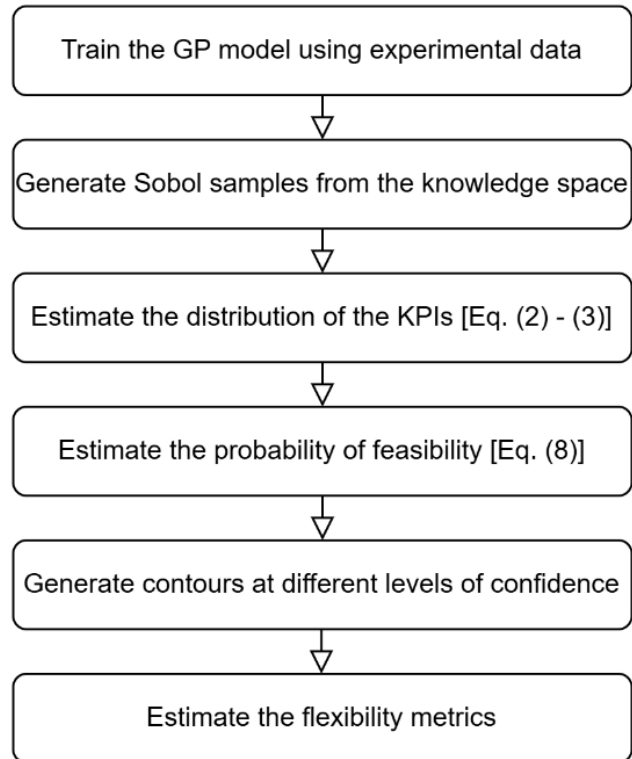 Train the GP model using experimental data
Generate Sobol samples from the knowledge space
Estimate the distribution of the KPIs [Eq. (2) - (3)]
Estimate the probability of feasibility [Eq. (8)]
Generate contours at different levels of confidence
Estimate the flexibility metrics